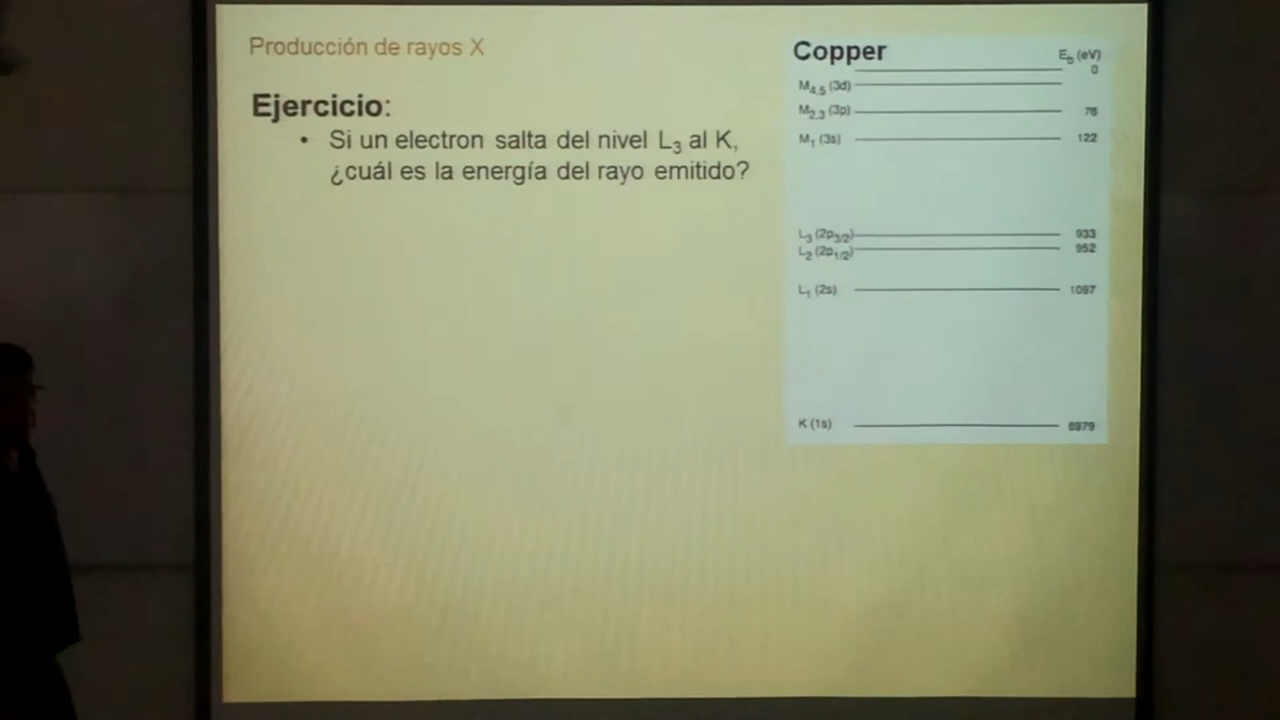 Producción de rayos X
Ejercicio:
• Si un electron salta del nivel L₃ al K,
¿cuál es la energía del rayo emitido?
Copper
E_b (eV)
0
M₄,₅ (3d)
M₂,₃ (3p) 76
M₁ (3s) 122
L₃ (2p₃/₂) 933
L₂ (2p₁/₂) 952
L₁ (2s) 1097
K (1s) 8979